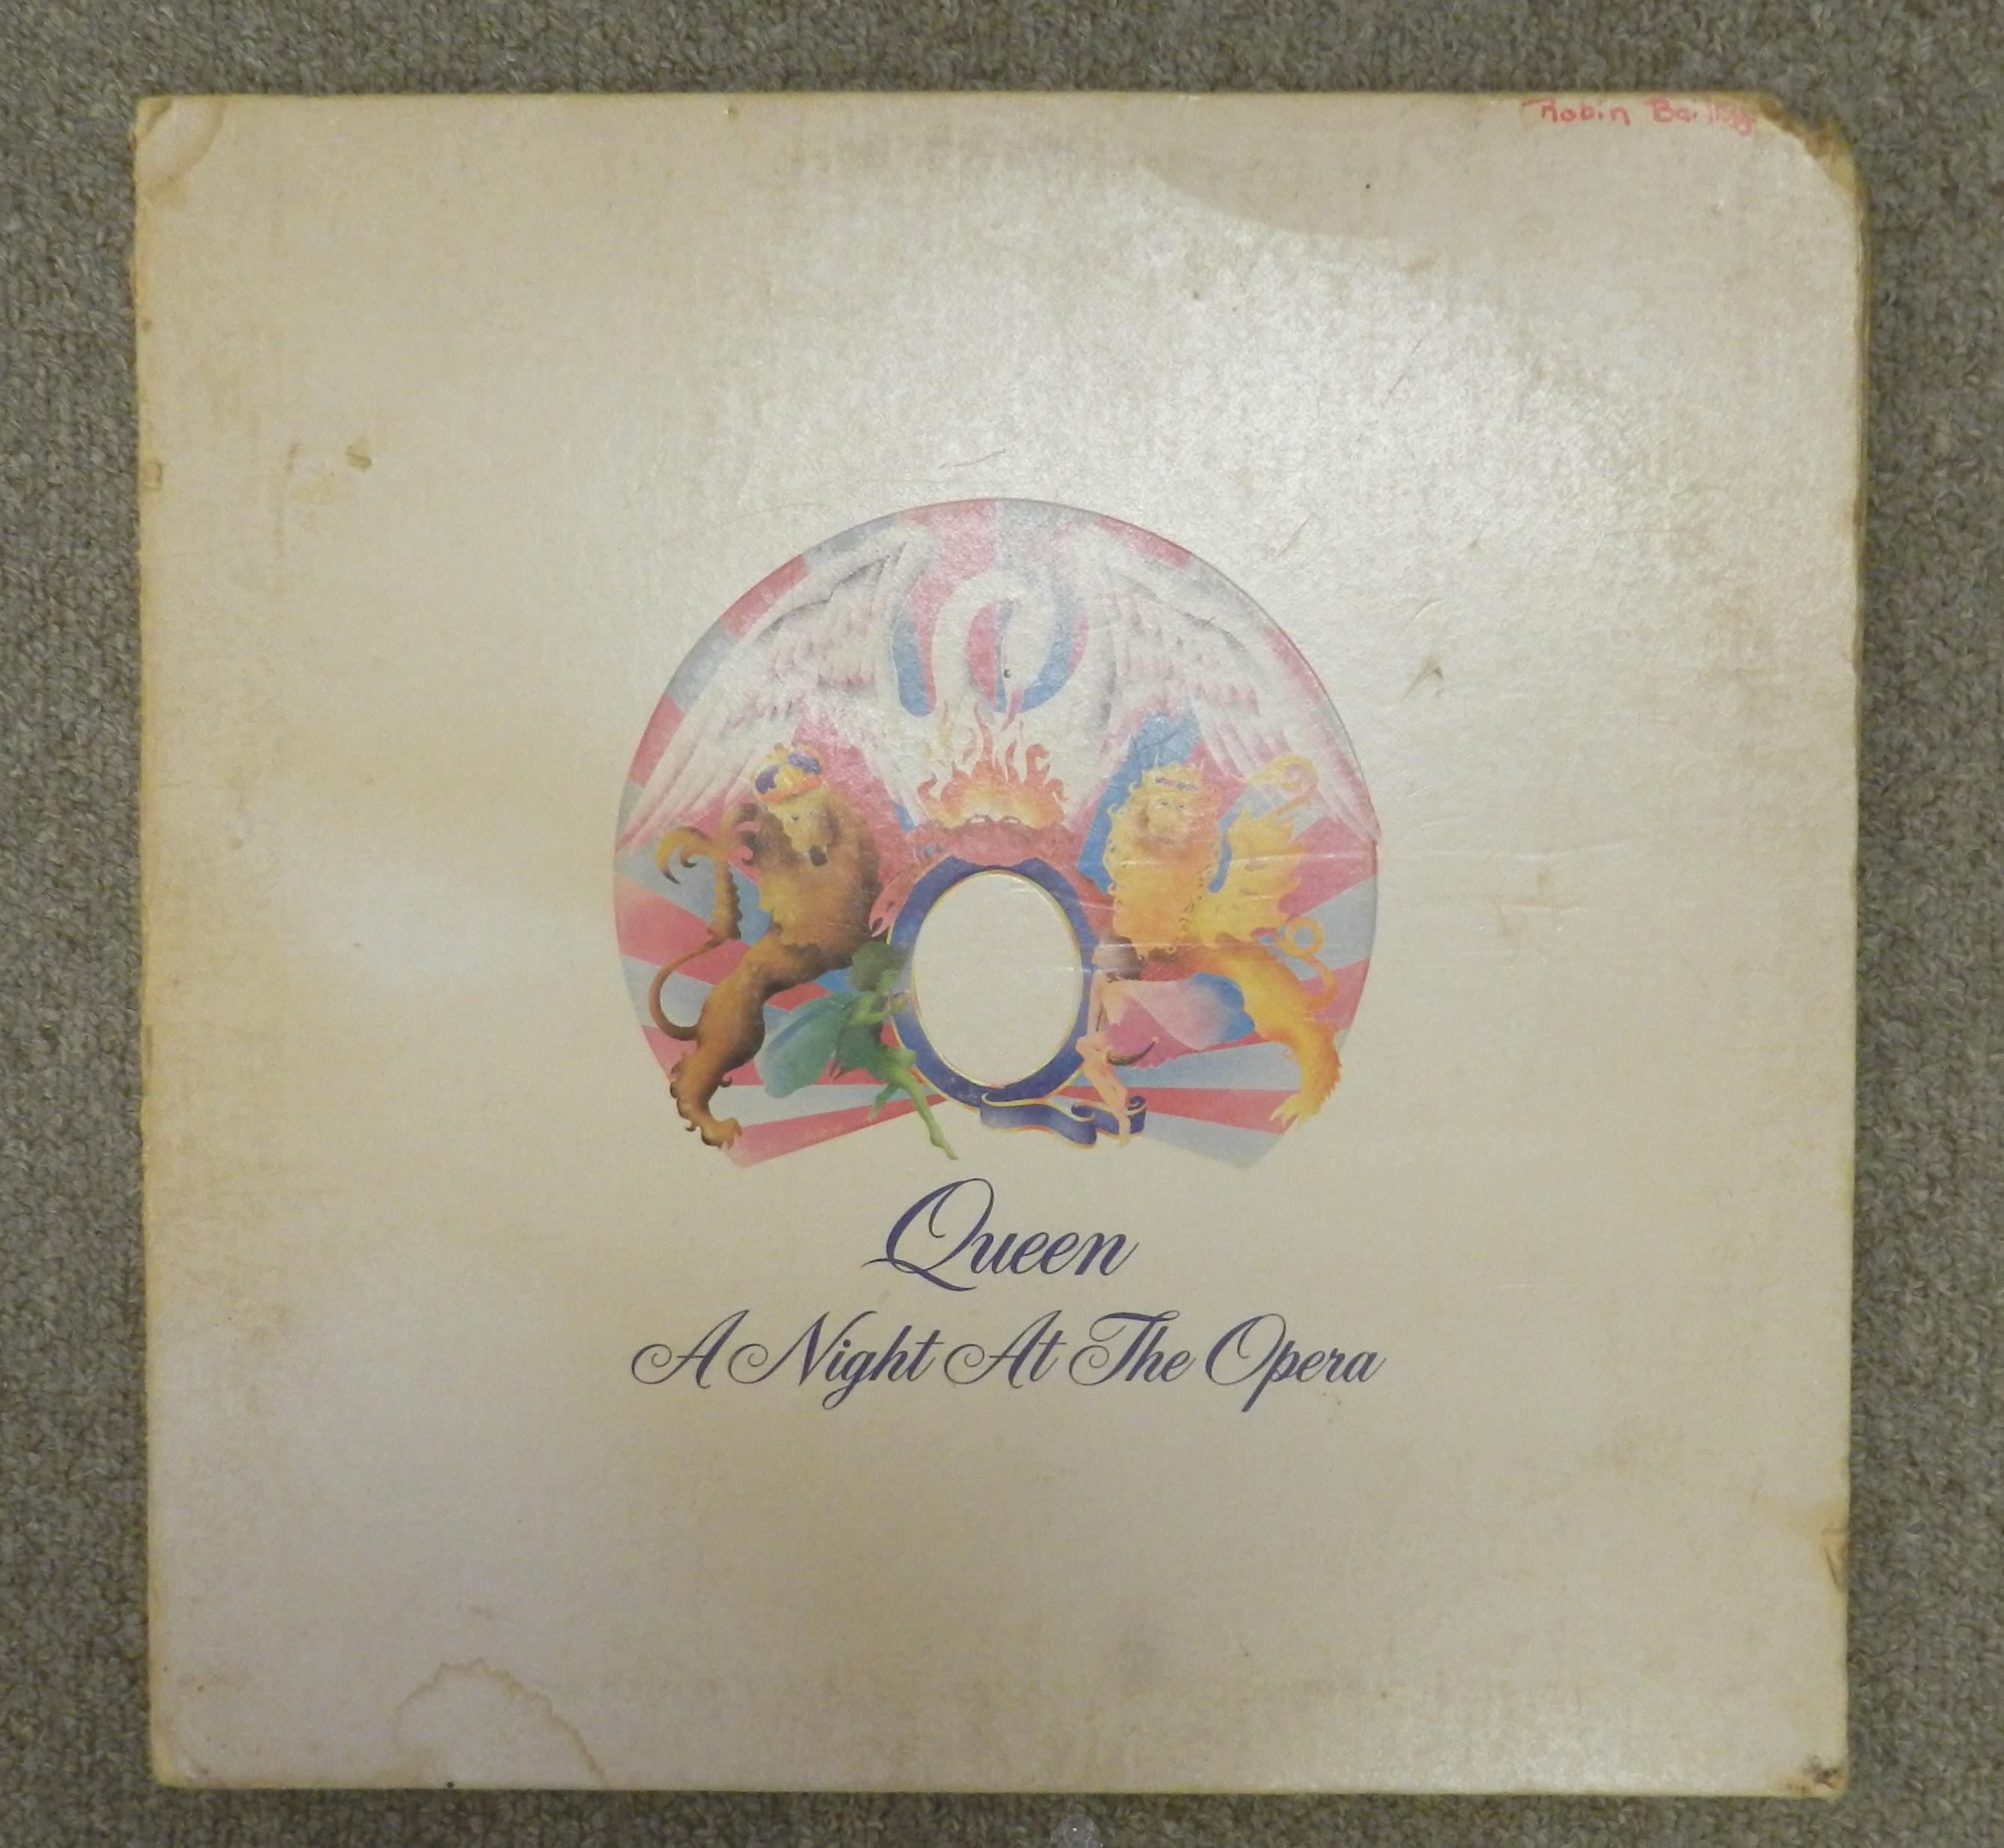 Robin
Queen
A Night At The Opera